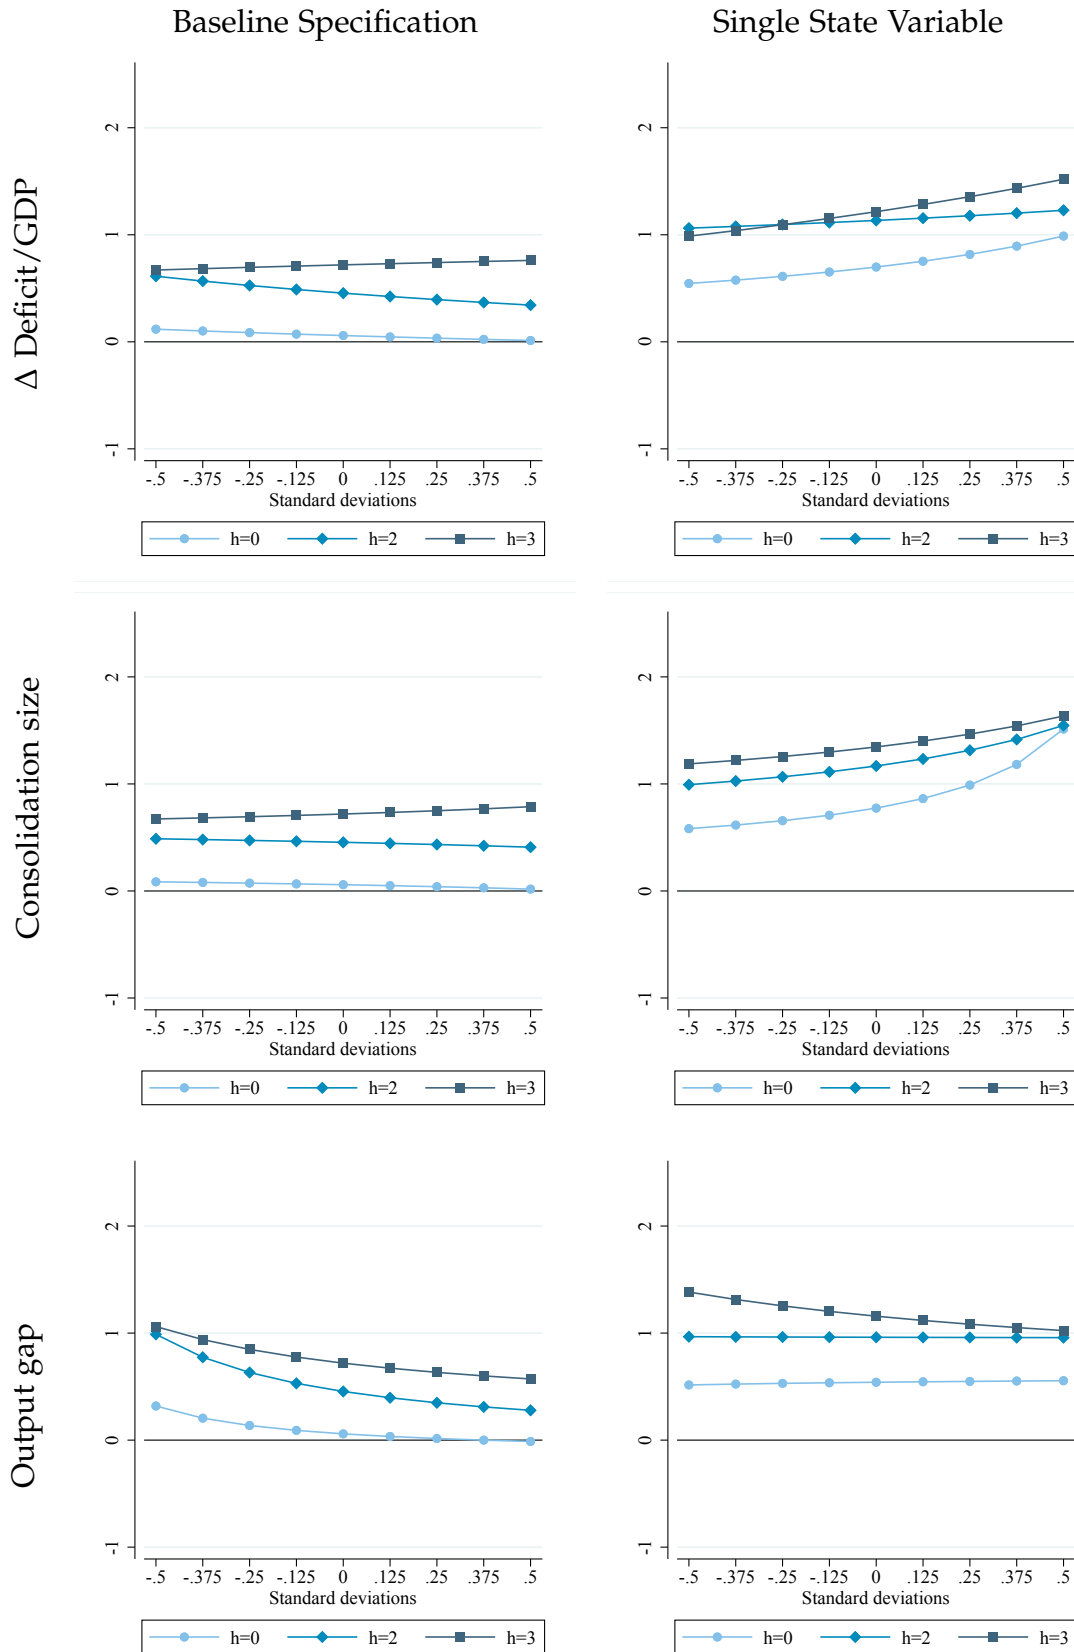 Baseline Specification
Single State Variable
Δ Deficit/GDP
2
1
0
-1
-.5 -.375 -.25 -.125 0 .125 .25 .375 .5
Standard deviations
h=0 h=2 h=3
2
1
0
-1
-.5 -.375 -.25 -.125 0 .125 .25 .375 .5
Standard deviations
h=0 h=2 h=3
Consolidation size
2
1
0
-1
-.5 -.375 -.25 -.125 0 .125 .25 .375 .5
Standard deviations
h=0 h=2 h=3
2
1
0
-1
-.5 -.375 -.25 -.125 0 .125 .25 .375 .5
Standard deviations
h=0 h=2 h=3
Output gap
2
1
0
-1
-.5 -.375 -.25 -.125 0 .125 .25 .375 .5
Standard deviations
h=0 h=2 h=3
2
1
0
-1
-.5 -.375 -.25 -.125 0 .125 .25 .375 .5
Standard deviations
h=0 h=2 h=3